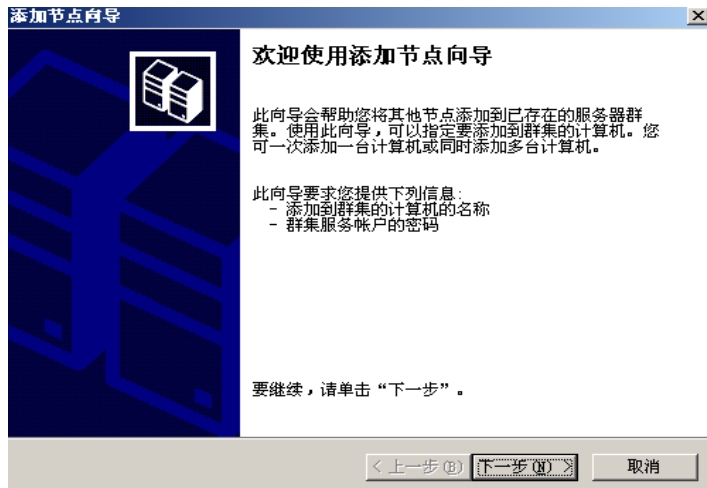 添加节点向导
欢迎使用添加节点向导
此向导会帮助您将其他节点添加到已存在的服务器群
集。使用此向导，可以指定要添加到群集的计算机。您
可一次添加一台计算机或同时添加多台计算机。
此向导要求您提供下列信息:
- 添加到群集的计算机的名称
- 群集服务帐户的密码
要继续，请单击“下一步”。
< 上一步(B) 下一步(N) > 取消